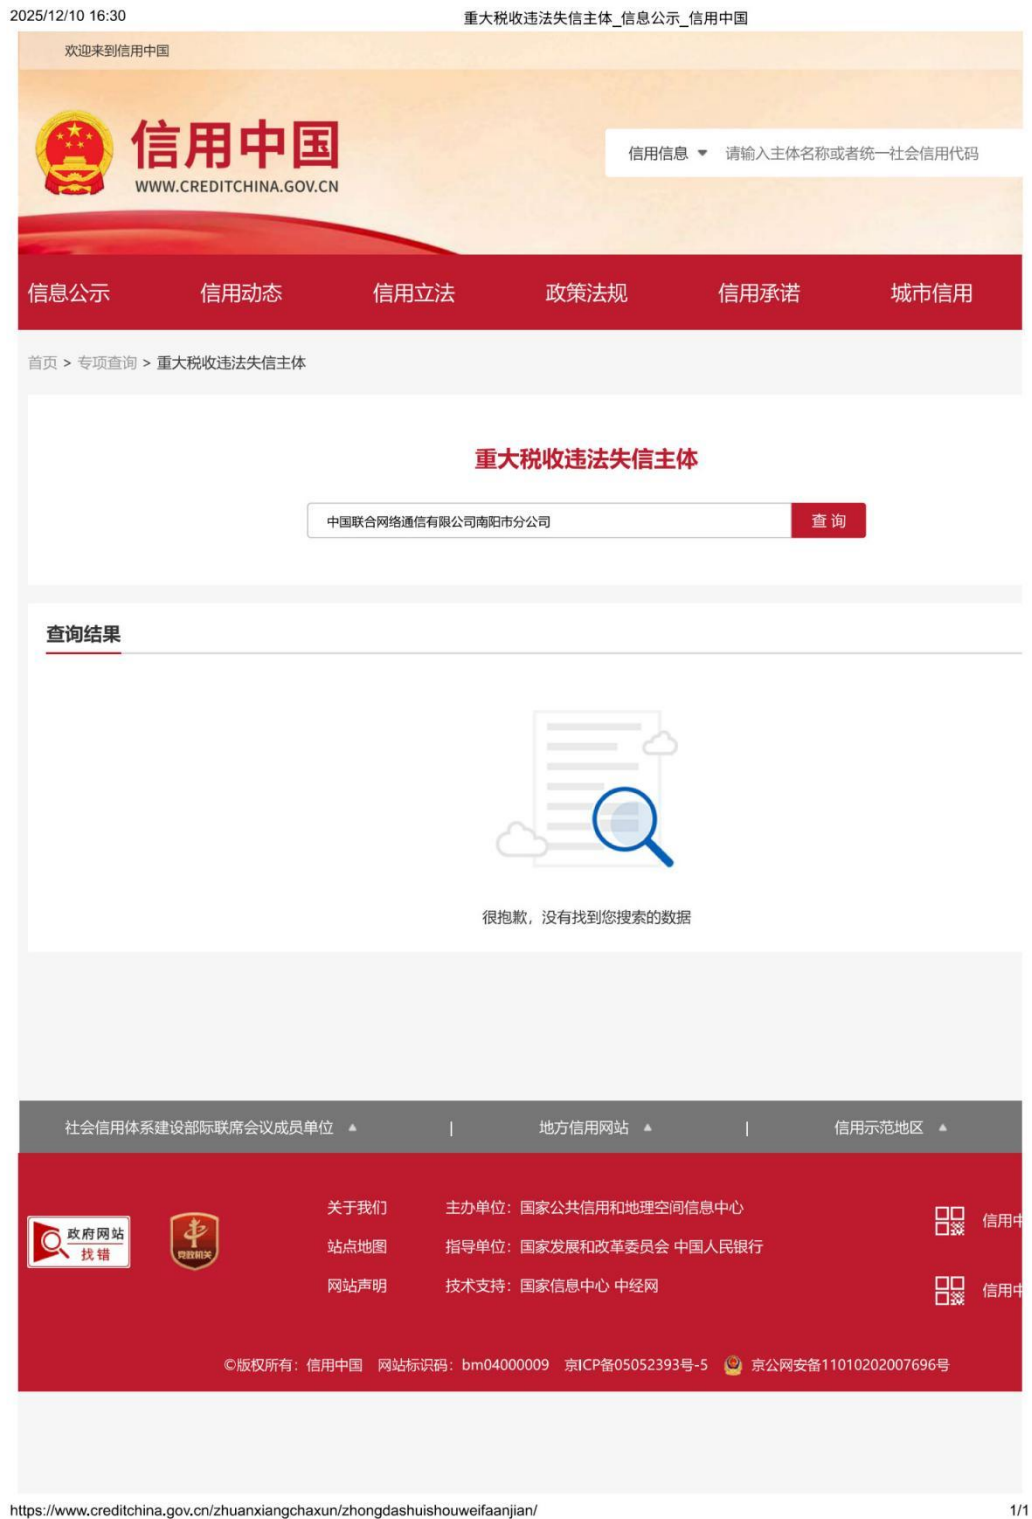 2025/12/10 16:30 重大税收违法失信主体_信息公示_信用中国
欢迎来到信用中国
信用中国
WWW.CREDITCHINA.GOV.CN
信用信息 请输入主体名称或者统一社会信用代码
信息公示 信用动态 信用立法 政策法规 信用承诺 城市信用
首页 > 专项查询 > 重大税收违法失信主体
重大税收违法失信主体
中国联合网络通信有限公司南阳市分公司 查询
查询结果
很抱歉，没有找到您搜索的数据
社会信用体系建设部际联席会议成员单位 | 地方信用网站 | 信用示范地区
关于我们 主办单位：国家公共信用和地理空间信息中心
政府网站 找错
党政机关
信用中
站点地图 指导单位：国家发展和改革委员会 中国人民银行
网站声明 技术支持：国家信息中心 中经网
信用中
©版权所有：信用中国 网站标识码：bm04000009 京ICP备05052393号-5 京公网安备11010202007696号
https://www.creditchina.gov.cn/zhuanxiangchaxun/zhongdashuishouweifaanjian/ 1/1